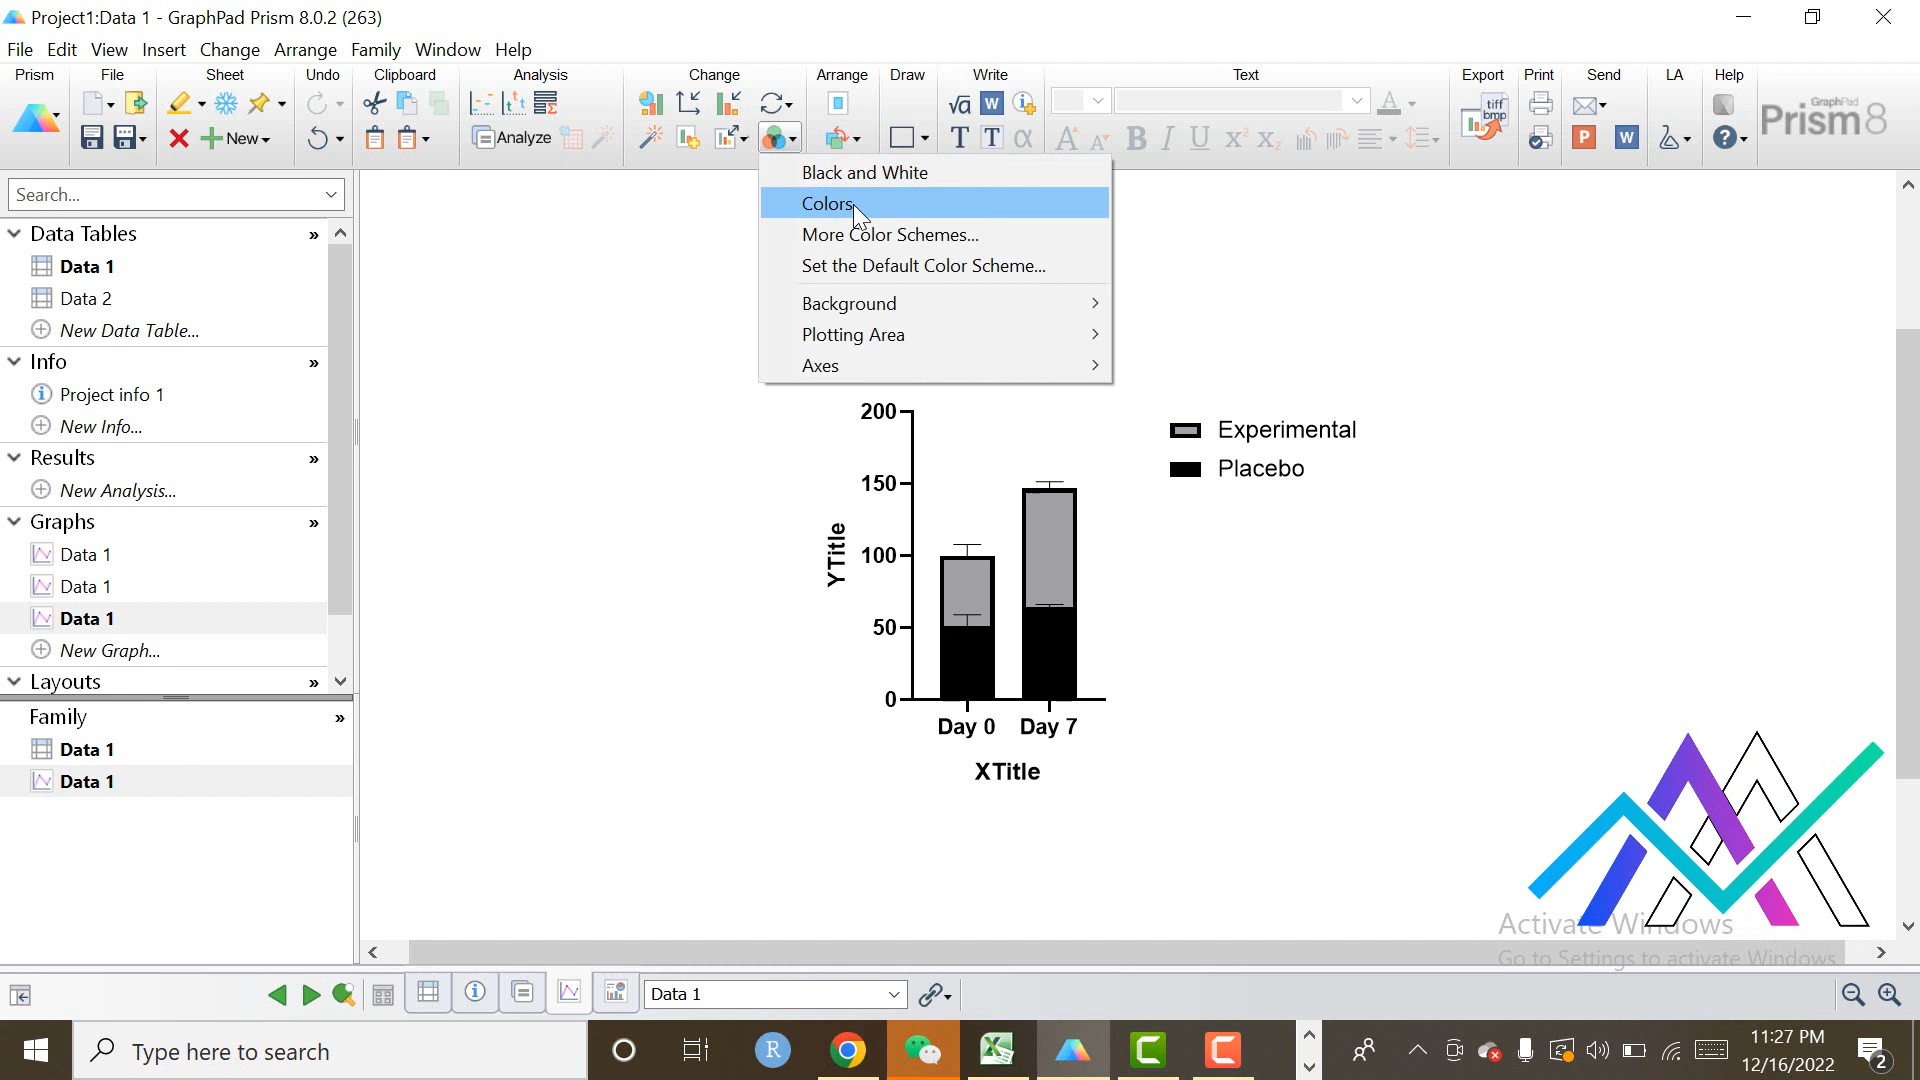 Project1:Data 1 - GraphPad Prism 8.0.2 (263)
File Edit View Insert Change Arrange Family Window Help
Prism File Sheet Undo Clipboard Analysis Change Arrange Draw Write Text Export Print Send LA Help
New
Analyze
tiff
bmp
GraphPad
Prism 8
Search...
Black and White
Colors
More Color Schemes...
Set the Default Color Scheme...
Background
Plotting Area
Axes
Data Tables
Data 1
Data 2
New Data Table...
Info
Project info 1
New Info...
Results
New Analysis...
Graphs
Data 1
Data 1
Data 1
New Graph...
Layouts
Family
Data 1
Data 1
200
150
100
50
0
YTitle
Day 0 Day 7
XTitle
Experimental
Placebo
Activate Windows
Go to Settings to activate Windows.
Data 1
Type here to search
11:27 PM
12/16/2022
2